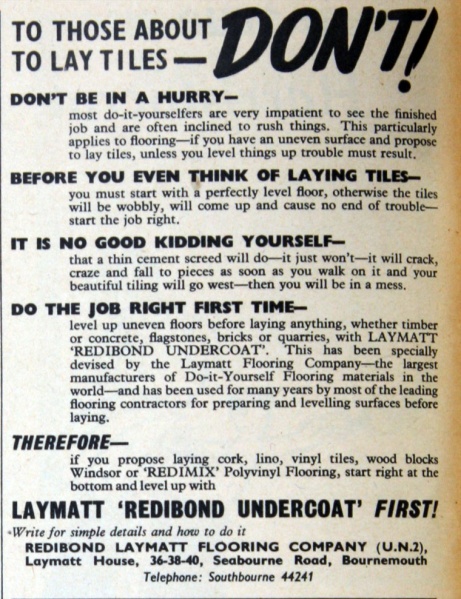 TO THOSE ABOUT
TO LAY TILES — DON'T!
DON'T BE IN A HURRY—
most do-it-yourselfers are very impatient to see the finished
job and are often inclined to rush things. This particularly
applies to flooring—if you have an uneven surface and propose
to lay tiles, unless you level things up trouble must result.
BEFORE YOU EVEN THINK OF LAYING TILES—
you must start with a perfectly level floor, otherwise the tiles
will be wobbly, will come up and cause no end of trouble—
start the job right.
IT IS NO GOOD KIDDING YOURSELF—
that a thin cement screed will do—it just won't—it will crack,
craze and fall to pieces as soon as you walk on it and your
beautiful tiling will go west—then you will be in a mess.
DO THE JOB RIGHT FIRST TIME—
level up uneven floors before laying anything, whether timber
or concrete, flagstones, bricks or quarries, with LAYMATT
'REDIBOND UNDERCOAT'. This has been specially
devised by the Laymatt Flooring Company—the largest
manufacturers of Do-it-Yourself Flooring materials in the
world—and has been used for many years by most of the leading
flooring contractors for preparing and levelling surfaces before
laying.
THEREFORE—
if you propose laying cork, lino, vinyl tiles, wood blocks
Windsor or 'REDIMIX' Polyvinyl Flooring, start right at the
bottom and level up with
LAYMATT 'REDIBOND UNDERCOAT' FIRST!
Write for simple details and how to do it
REDIBOND LAYMATT FLOORING COMPANY (U.N.2),
Laymatt House, 36-38-40, Seabourne Road, Bournemouth
Telephone: Southbourne 44241